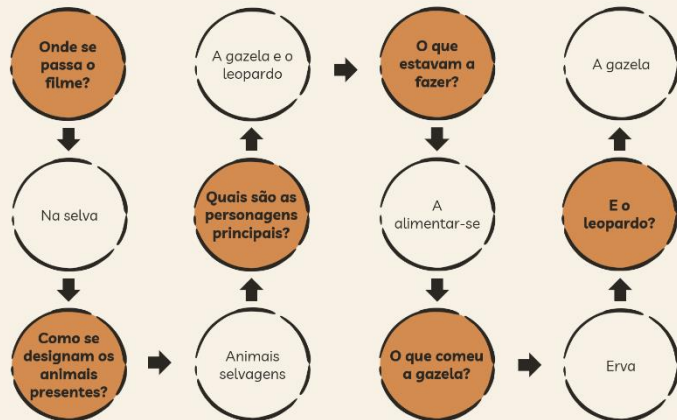 Onde se
passa o
filme?
Na selva
Como se
designam os
animais
presentes?
Animais
selvagens
Quais são as
personagens
principais?
A gazela e o
leopardo
O que
estavam a
fazer?
A
alimentar-se
O que comeu
a gazela?
Erva
E o
leopardo?
A gazela